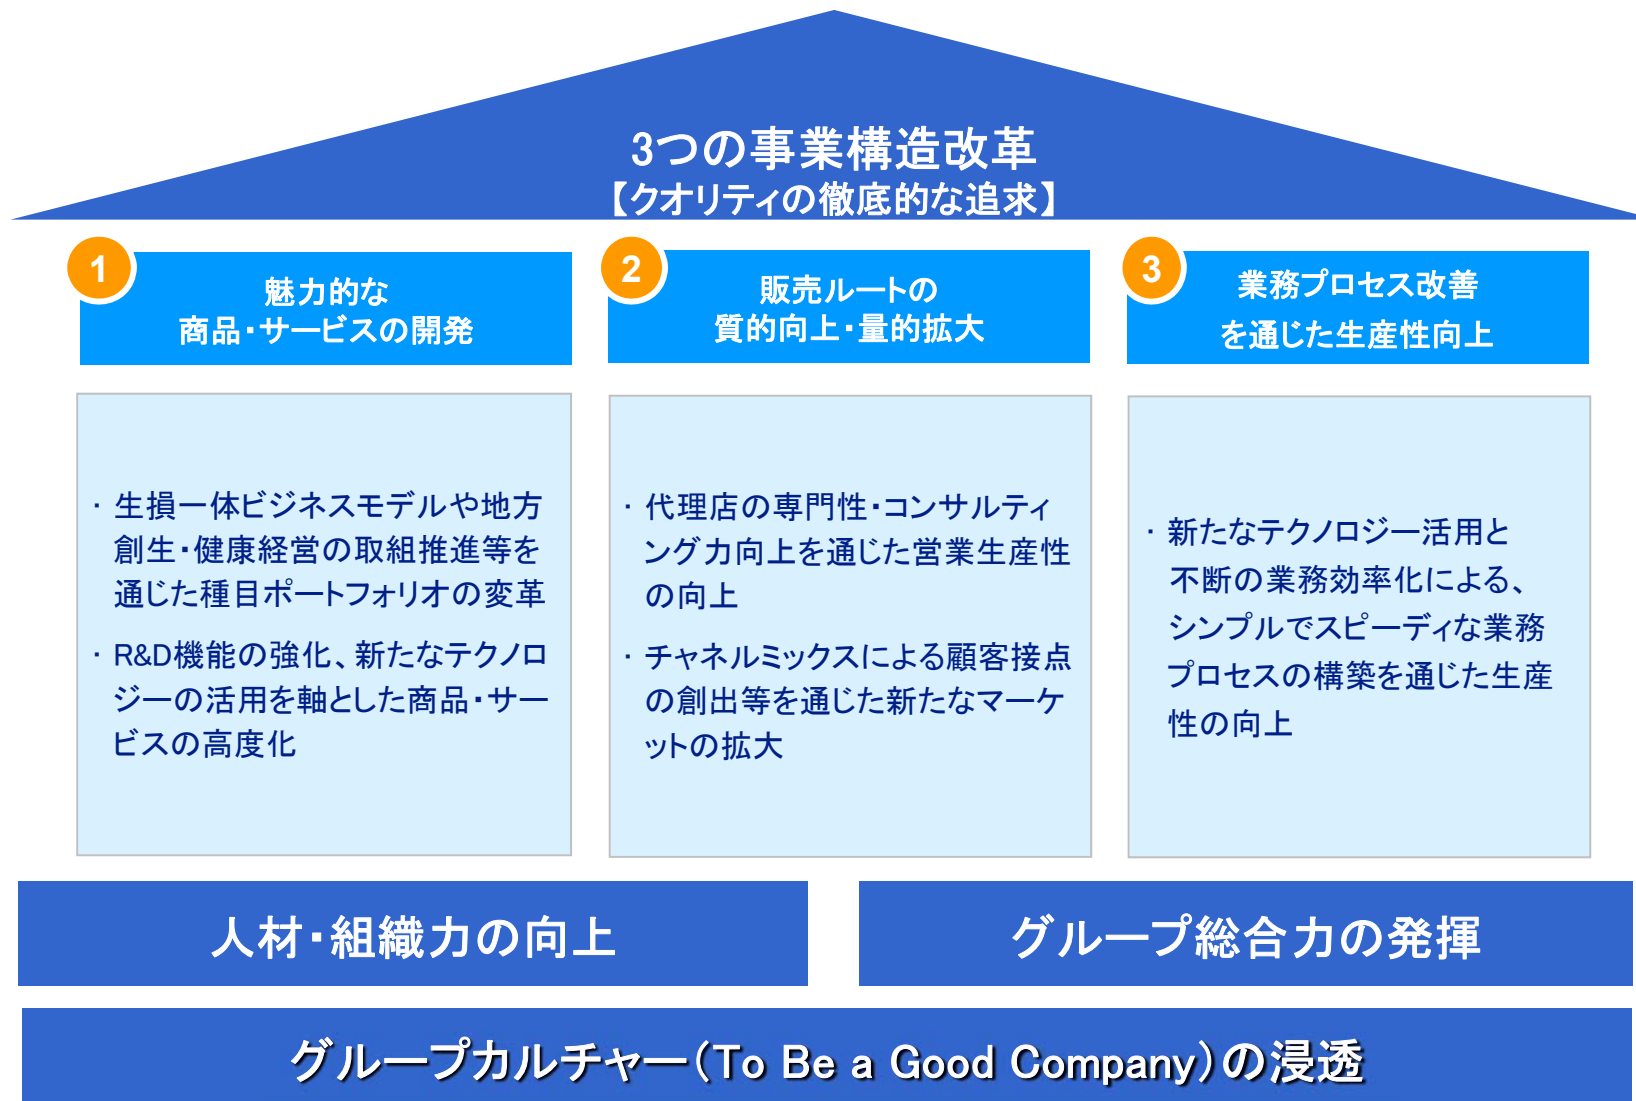 3つの事業構造改革
【クオリティの徹底的な追求】
1
魅力的な
商品・サービスの開発
・生損一体ビジネスモデルや地方
創生・健康経営の取組推進等を
通じた種目ポートフォリオの変革
・R&D機能の強化、新たなテクノロ
ジーの活用を軸とした商品・サー
ビスの高度化
2
販売ルートの
質的向上・量的拡大
・代理店の専門性・コンサルティ
ング力向上を通じた営業生産性
の向上
・チャネルミックスによる顧客接点
の創出等を通じた新たなマーケ
ットの拡大
3
業務プロセス改善
を通じた生産性向上
・新たなテクノロジー活用と
不断の業務効率化による、
シンプルでスピーディな業務
プロセスの構築を通じた生産
性の向上
人材・組織力の向上
グループ総合力の発揮
グループカルチャー（To Be a Good Company）の浸透